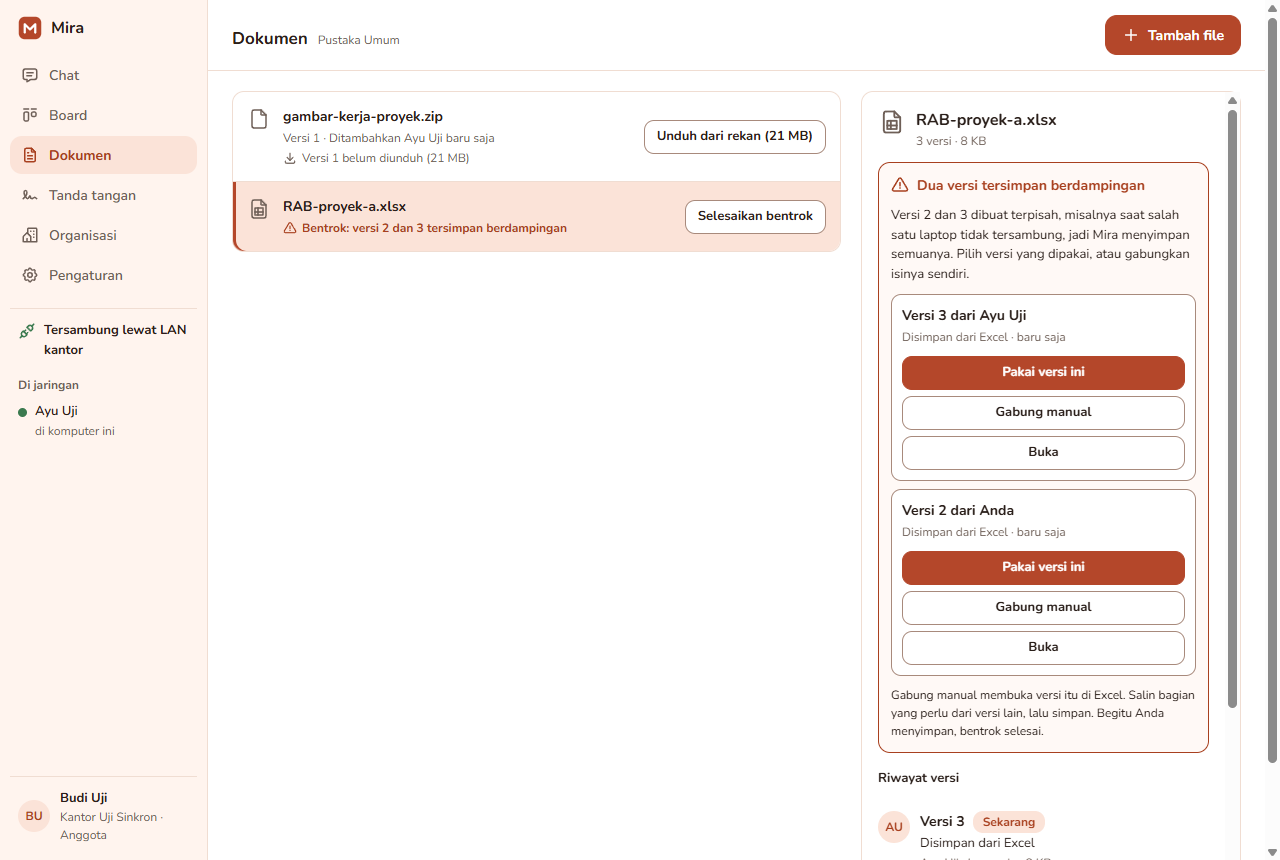 Mira
Chat
Board
Dokumen
Tanda tangan
Organisasi
Pengaturan
Tersambung lewat LAN
kantor
Di jaringan
Ayu Uji
di komputer ini
BU
Budi Uji
Kantor Uji Sinkron ·
Anggota
Dokumen Pustaka Umum
Tambah file
gambar-kerja-proyek.zip
Versi 1 · Ditambahkan Ayu Uji baru saja
Versi 1 belum diunduh (21 MB)
Unduh dari rekan (21 MB)
RAB-proyek-a.xlsx
Bentrok: versi 2 dan 3 tersimpan berdampingan
Selesaikan bentrok
RAB-proyek-a.xlsx
3 versi · 8 KB
Dua versi tersimpan berdampingan
Versi 2 dan 3 dibuat terpisah, misalnya saat salah
satu laptop tidak tersambung, jadi Mira menyimpan
semuanya. Pilih versi yang dipakai, atau gabungkan
isinya sendiri.
Versi 3 dari Ayu Uji
Disimpan dari Excel · baru saja
Pakai versi ini
Gabung manual
Buka
Versi 2 dari Anda
Disimpan dari Excel · baru saja
Pakai versi ini
Gabung manual
Buka
Gabung manual membuka versi itu di Excel. Salin bagian
yang perlu dari versi lain, lalu simpan. Begitu Anda
menyimpan, bentrok selesai.
Riwayat versi
AU
Versi 3 Sekarang
Disimpan dari Excel